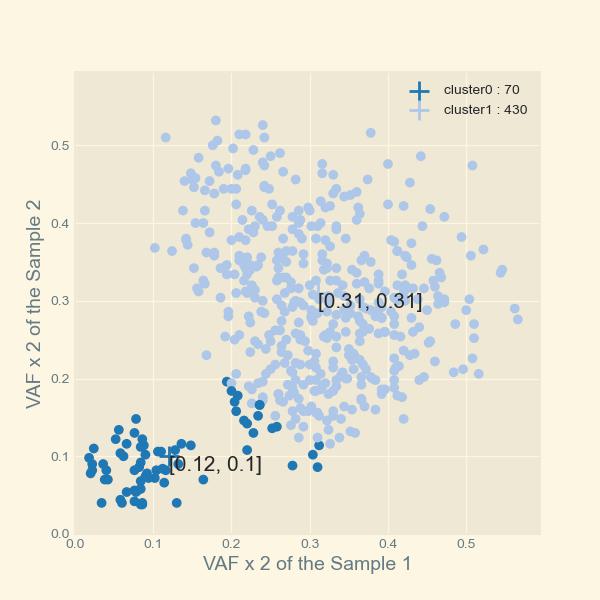 cluster0 : 70
cluster1 : 430
0.5
0.4
0.3
0.2
0.1
0.0
VAF x 2 of the Sample 2
[0.31, 0.31]
[0.12, 0.1]
0.0 0.1 0.2 0.3 0.4 0.5
VAF x 2 of the Sample 1